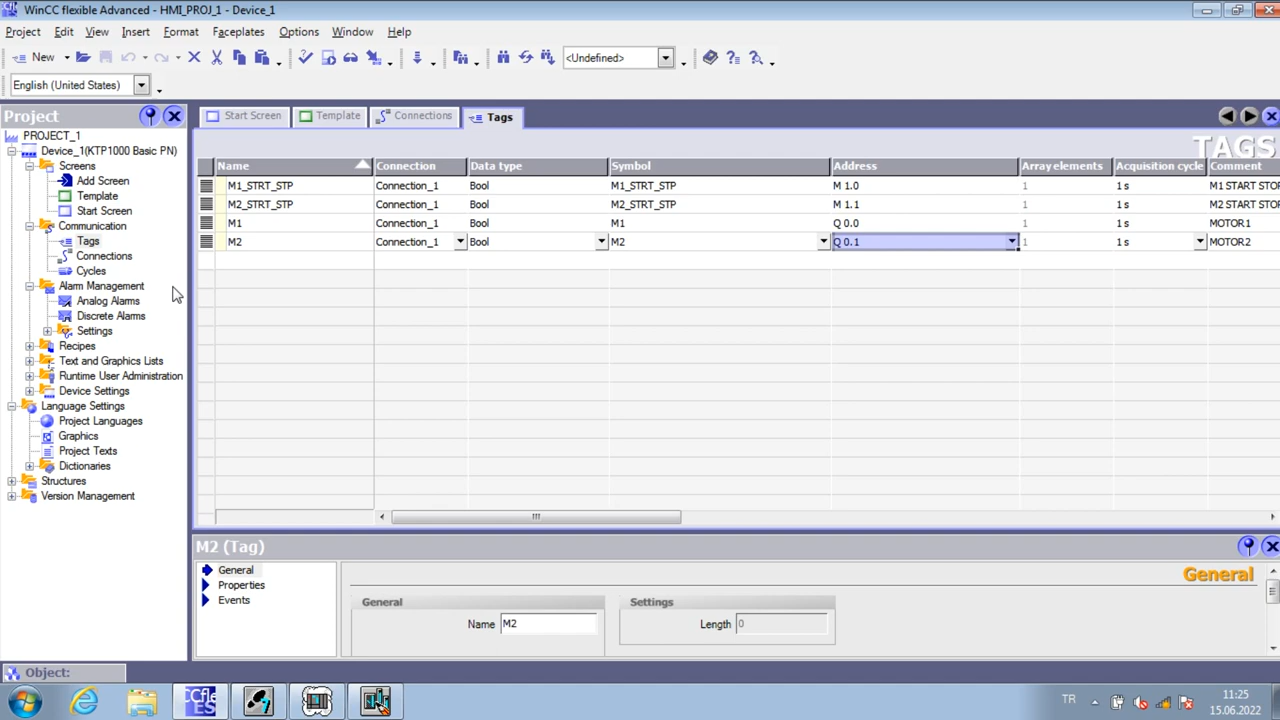 WinCC flexible Advanced - HMI_PROJ_1 - Device_1
Project Edit View Insert Format Faceplates Options Window Help
New <Undefined>
English (United States)
Project
PROJECT_1
Device_1(KTP1000 Basic PN)
Screens
Add Screen
Template
Start Screen
Communication
Tags
Connections
Cycles
Alarm Management
Analog Alarms
Discrete Alarms
Settings
Recipes
Text and Graphics Lists
Runtime User Administration
Device Settings
Language Settings
Project Languages
Graphics
Project Texts
Dictionaries
Structures
Version Management
Start Screen Template Connections Tags
TAGS
Name Connection Data type Symbol Address Array elements Acquisition cycle Comment
M1_STRT_STP Connection_1 Bool M1_STRT_STP M 1.0 1 1 s M1 START STOP
M2_STRT_STP Connection_1 Bool M2_STRT_STP M 1.1 1 1 s M2 START STOP
M1 Connection_1 Bool M1 Q 0.0 1 1 s MOTOR1
M2 Connection_1 Bool M2 Q 0.1 1 1 s MOTOR2
M2 (Tag)
General
Properties
Events
General
General
Name M2
Settings
Length 0
Object:
CCfle
ES
TR
11:25
15.06.2022